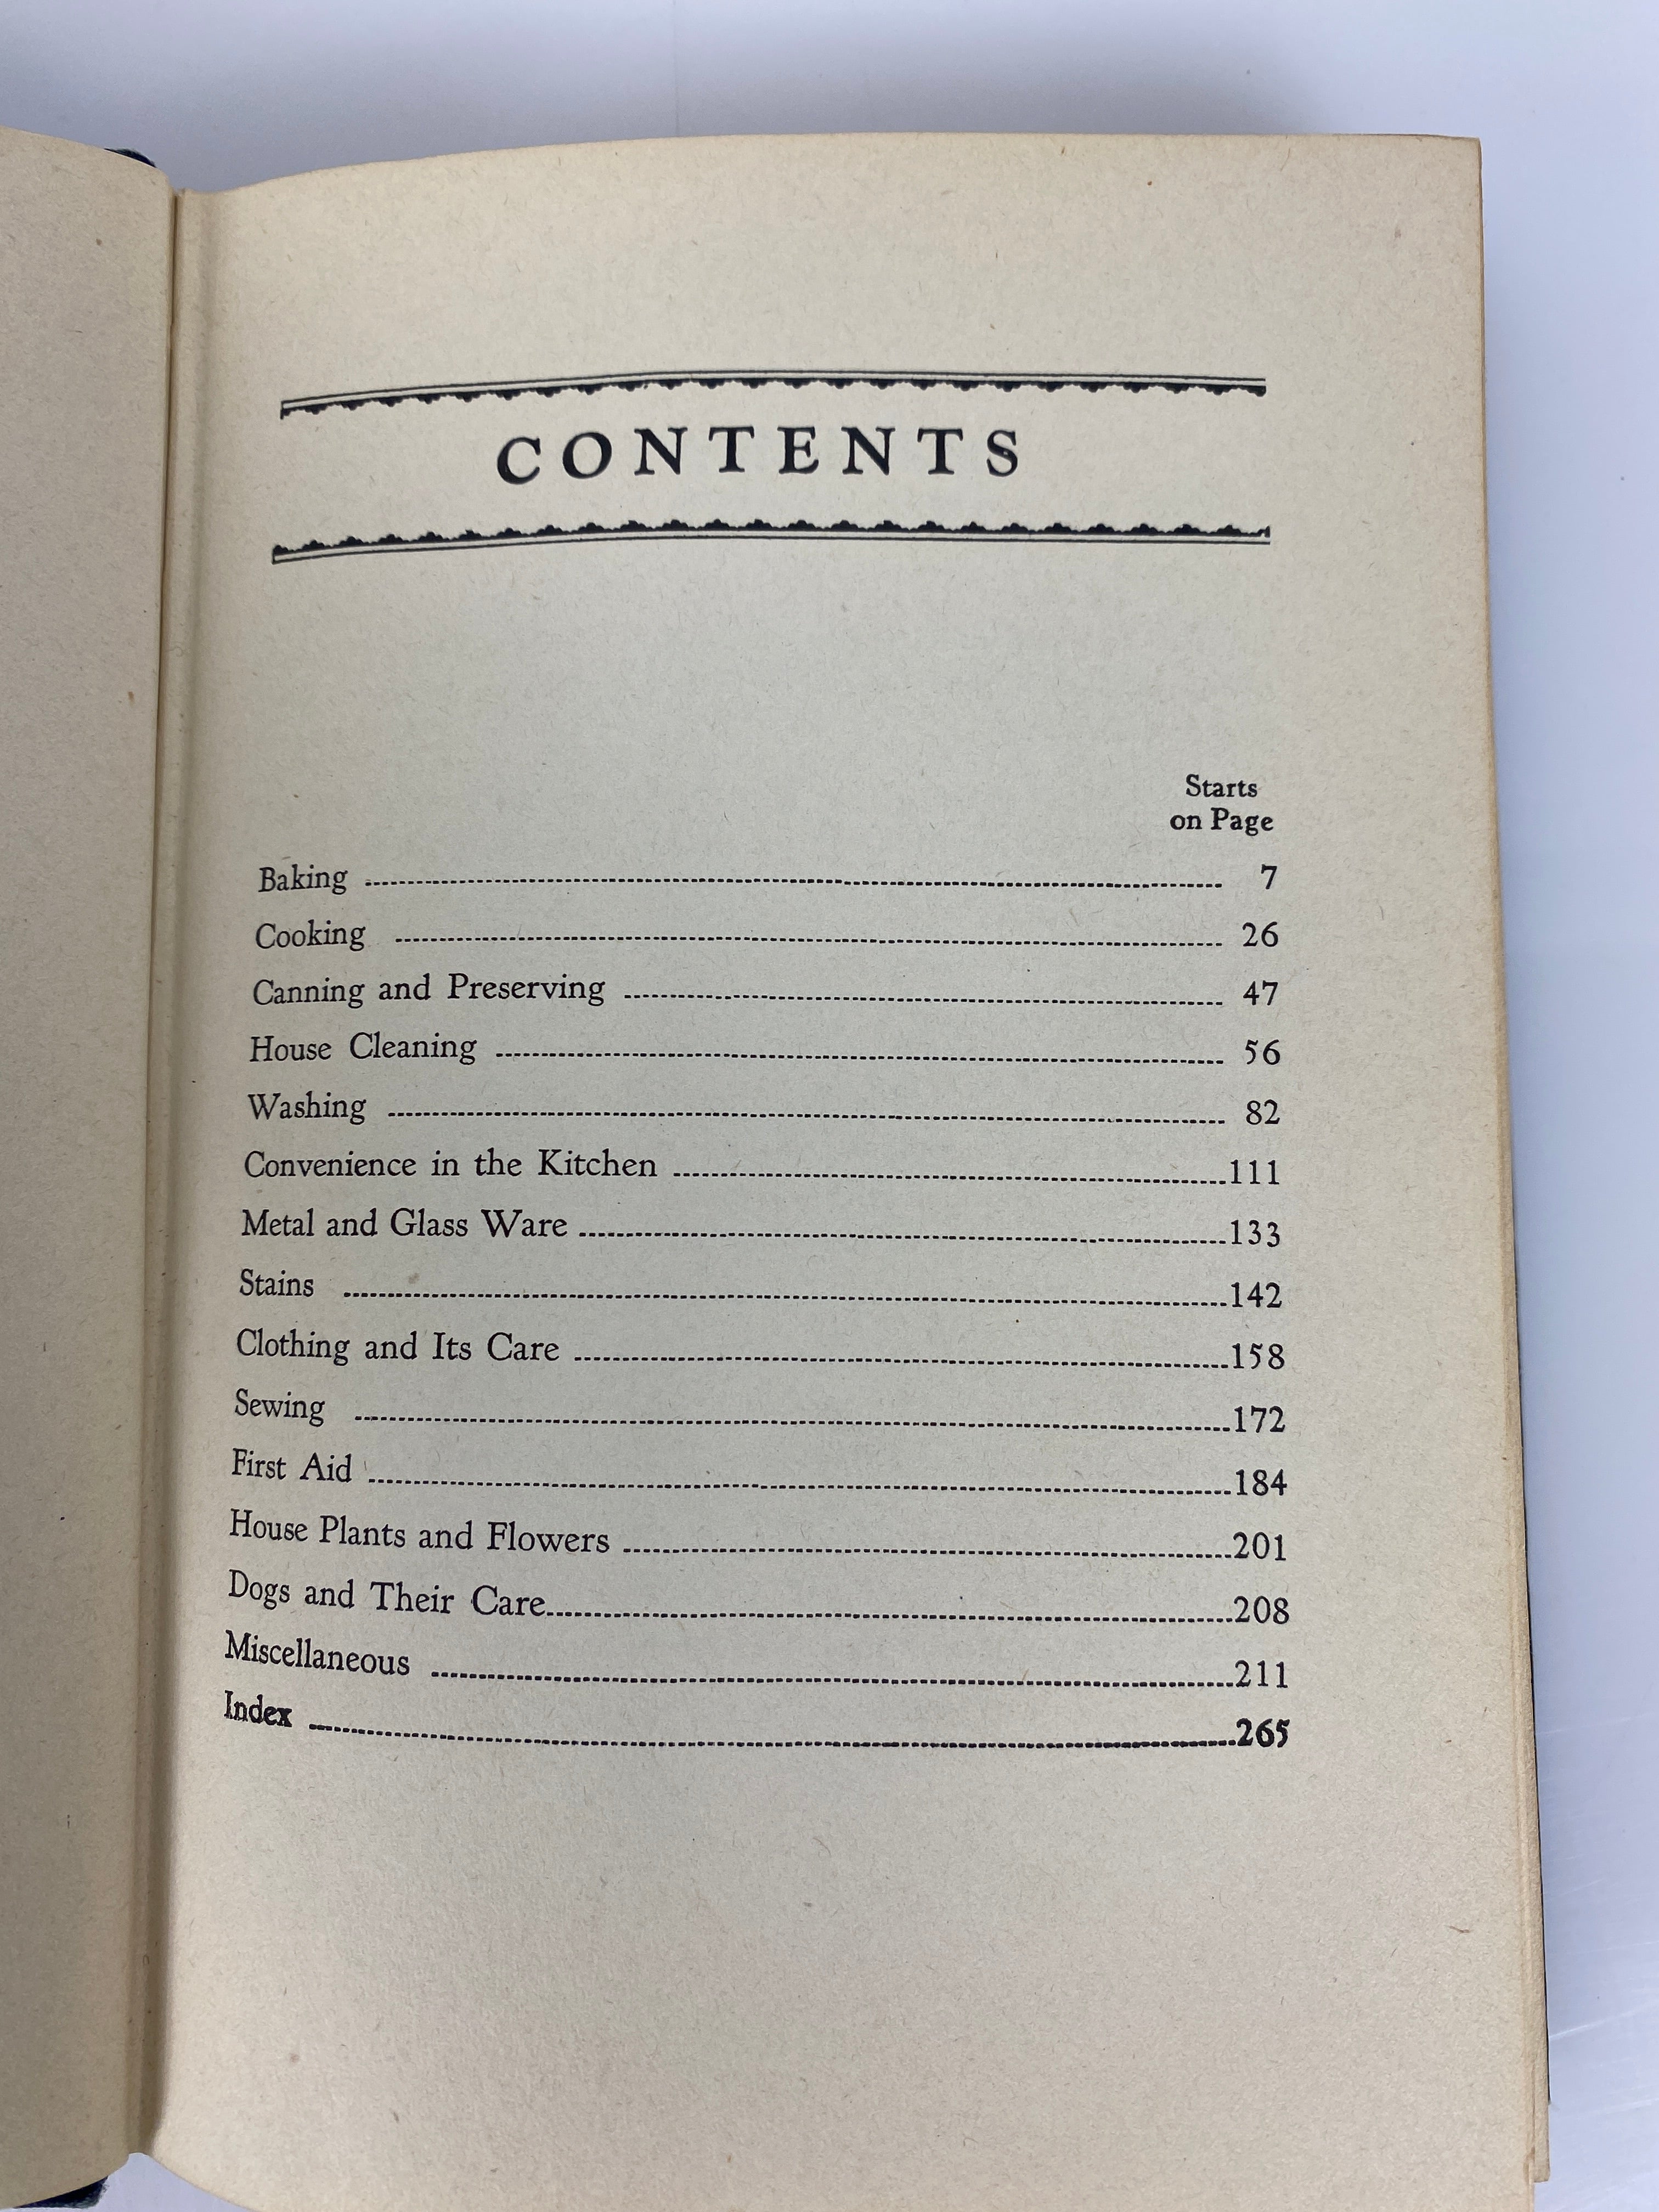 CONTENTS
Starts
on Page
Baking 7
Cooking 26
Canning and Preserving 47
House Cleaning 56
Washing 82
Convenience in the Kitchen 111
Metal and Glass Ware 133
Stains 142
Clothing and Its Care 158
Sewing 172
First Aid 184
House Plants and Flowers 201
Dogs and Their Care 208
Miscellaneous 211
Index 265